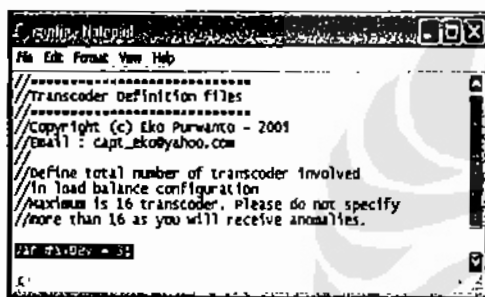 Notepad
File Edit Format View Help
//==============================
//Transcoder Definition files
//==============================
//Copyright (c) Eko Purwanto - 2001
//Email : capt_eko@yahoo.com
//
//Define total number of transcoder involved
//in load balance configuration
//Maximum is 16 transcoder. Please do not specify
//more than 16 as you will receive anomalies.